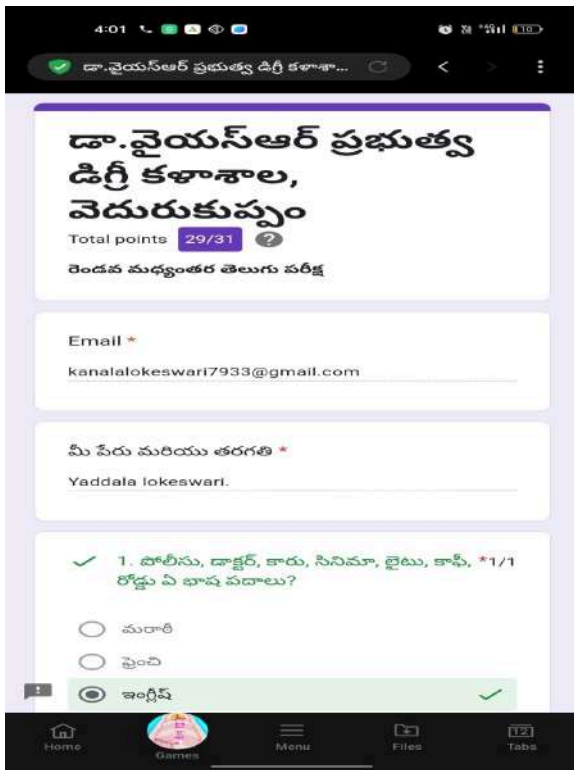 4:01
డా.వైయస్ఆర్ ప్రభుత్వ డిగ్రీ కళాశా...
డా.వైయస్ఆర్ ప్రభుత్వ
డిగ్రీ కళాశాల,
వెదురుకుప్పం
Total points 29/31 ?
రెండవ మధ్యంతర తెలుగు పరీక్ష
Email *
kanalalokeswari7933@gmail.com
మీ పేరు మరియు తరగతి *
Yaddala lokeswari.
1. పోలీసు, డాక్టర్, కారు, సినిమా, లైటు, కాఫీ, *1/1
రోడ్డు ఏ భాష పదాలు?
మరాఠీ
ఫ్రెంచి
ఇంగ్లీష్
Home Games Menu Files 12 Tabs